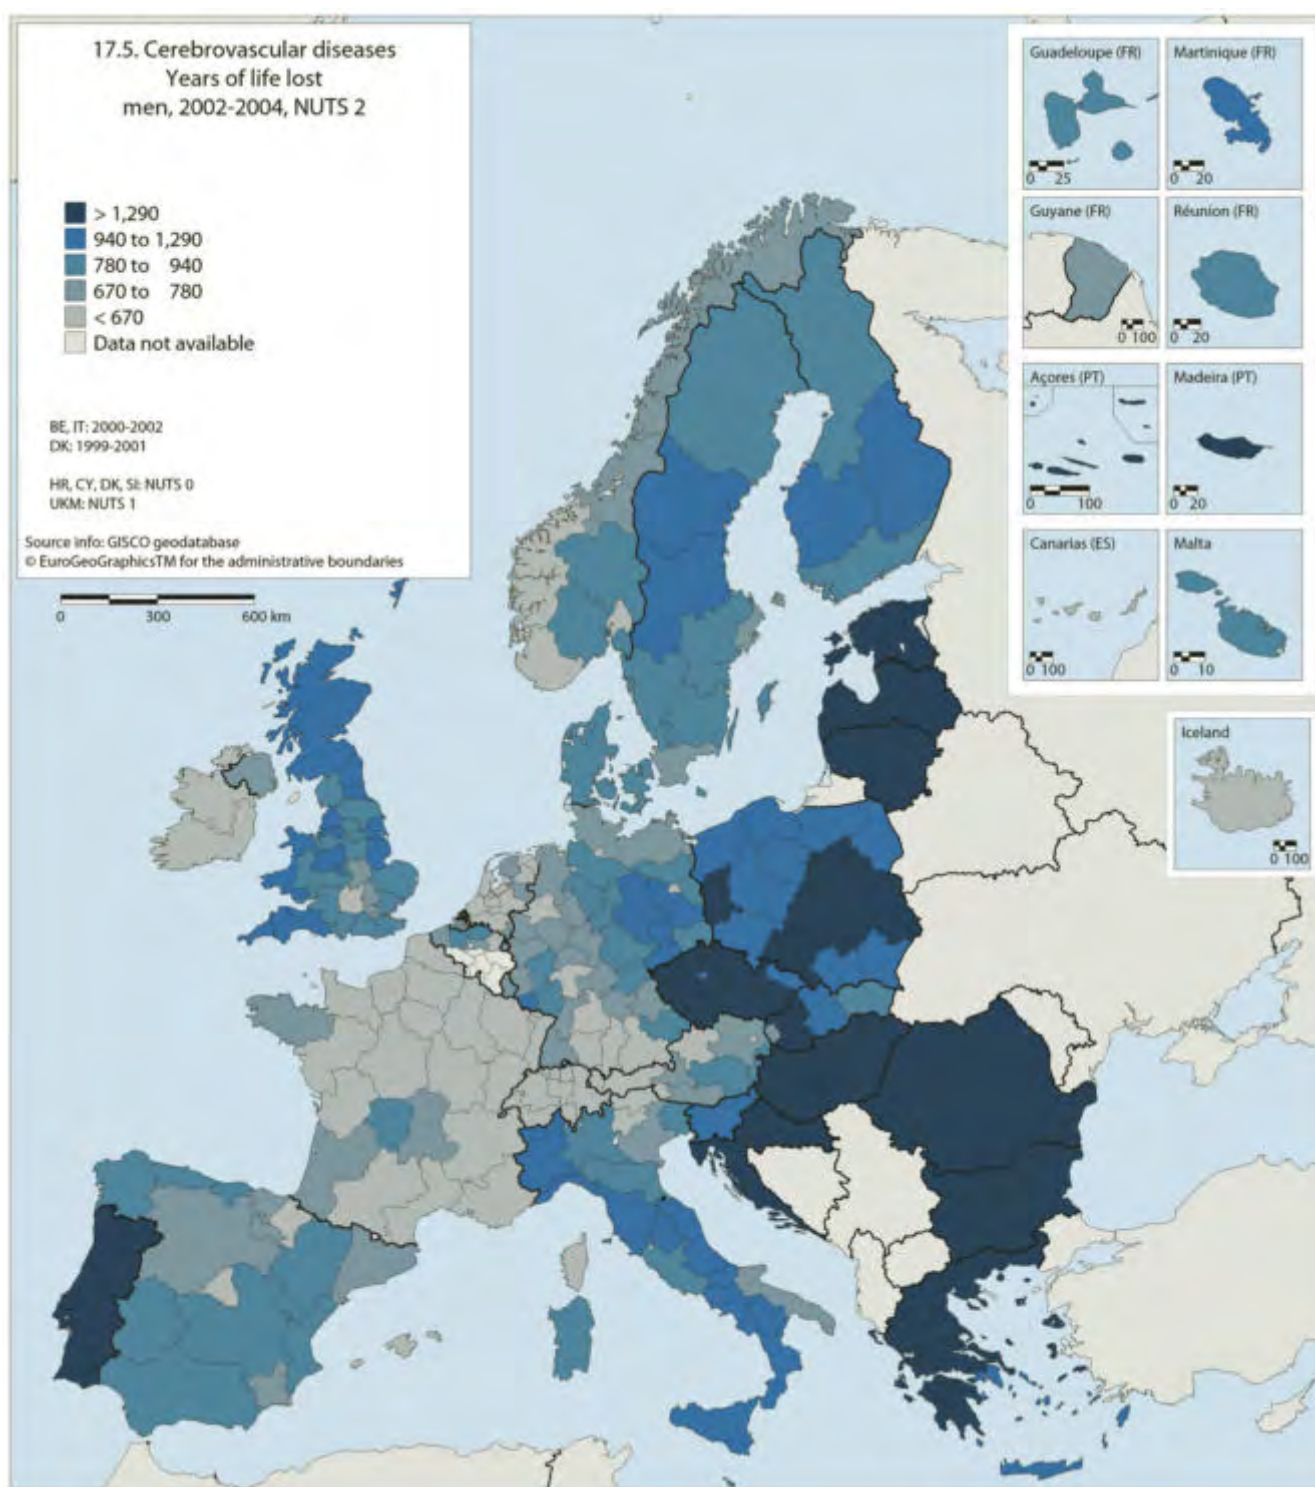 17.5. Cerebrovascular diseases
Years of life lost
men, 2002-2004, NUTS 2
> 1,290
940 to 1,290
780 to 940
670 to 780
< 670
Data not available
BE, IT: 2000-2002
DK: 1999-2001
HR, CY, DK, SI: NUTS 0
UKM: NUTS 1
Source info: GISCO geodatabase
© EuroGeoGraphicsTM for the administrative boundaries
0 300 600 km
Guadeloupe (FR)
0 25
Martinique (FR)
0 20
Guyane (FR)
0 100
Réunion (FR)
0 20
Açores (PT)
0 100
Madeira (PT)
0 20
Canarias (ES)
0 100
Malta
0 10
Iceland
0 100